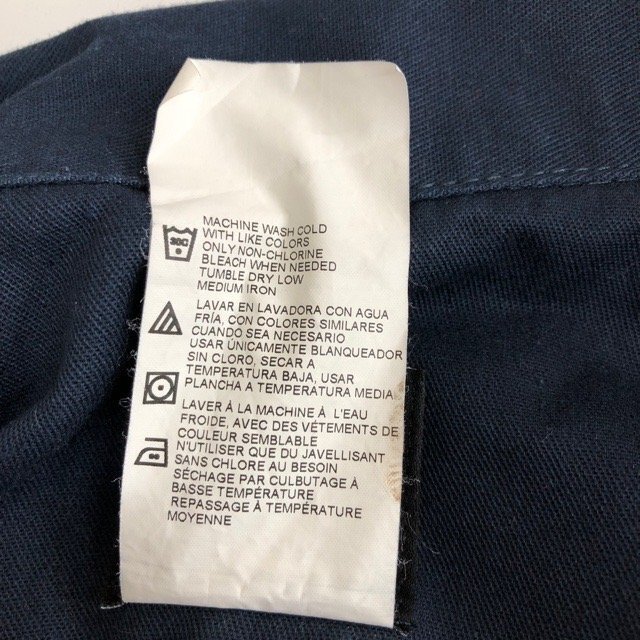 30C
MACHINE WASH COLD
WITH LIKE COLORS
ONLY NON-CHLORINE
BLEACH WHEN NEEDED
TUMBLE DRY LOW
MEDIUM IRON
LAVAR EN LAVADORA CON AGUA
FRÍA, CON COLORES SIMILARES
CUANDO SEA NECESARIO
USAR ÚNICAMENTE BLANQUEADOR
SIN CLORO, SECAR A
TEMPERATURA BAJA, USAR
PLANCHA A TEMPERATURA MEDIA
LAVER À LA MACHINE À L'EAU
FROIDE, AVEC DES VÊTEMENTS DE
COULEUR SEMBLABLE
N'UTILISER QUE DU JAVELLISANT
SANS CHLORE AU BESOIN
SÉCHAGE PAR CULBUTAGE À
BASSE TEMPÉRATURE
REPASSAGE À TEMPÉRATURE
MOYENNE